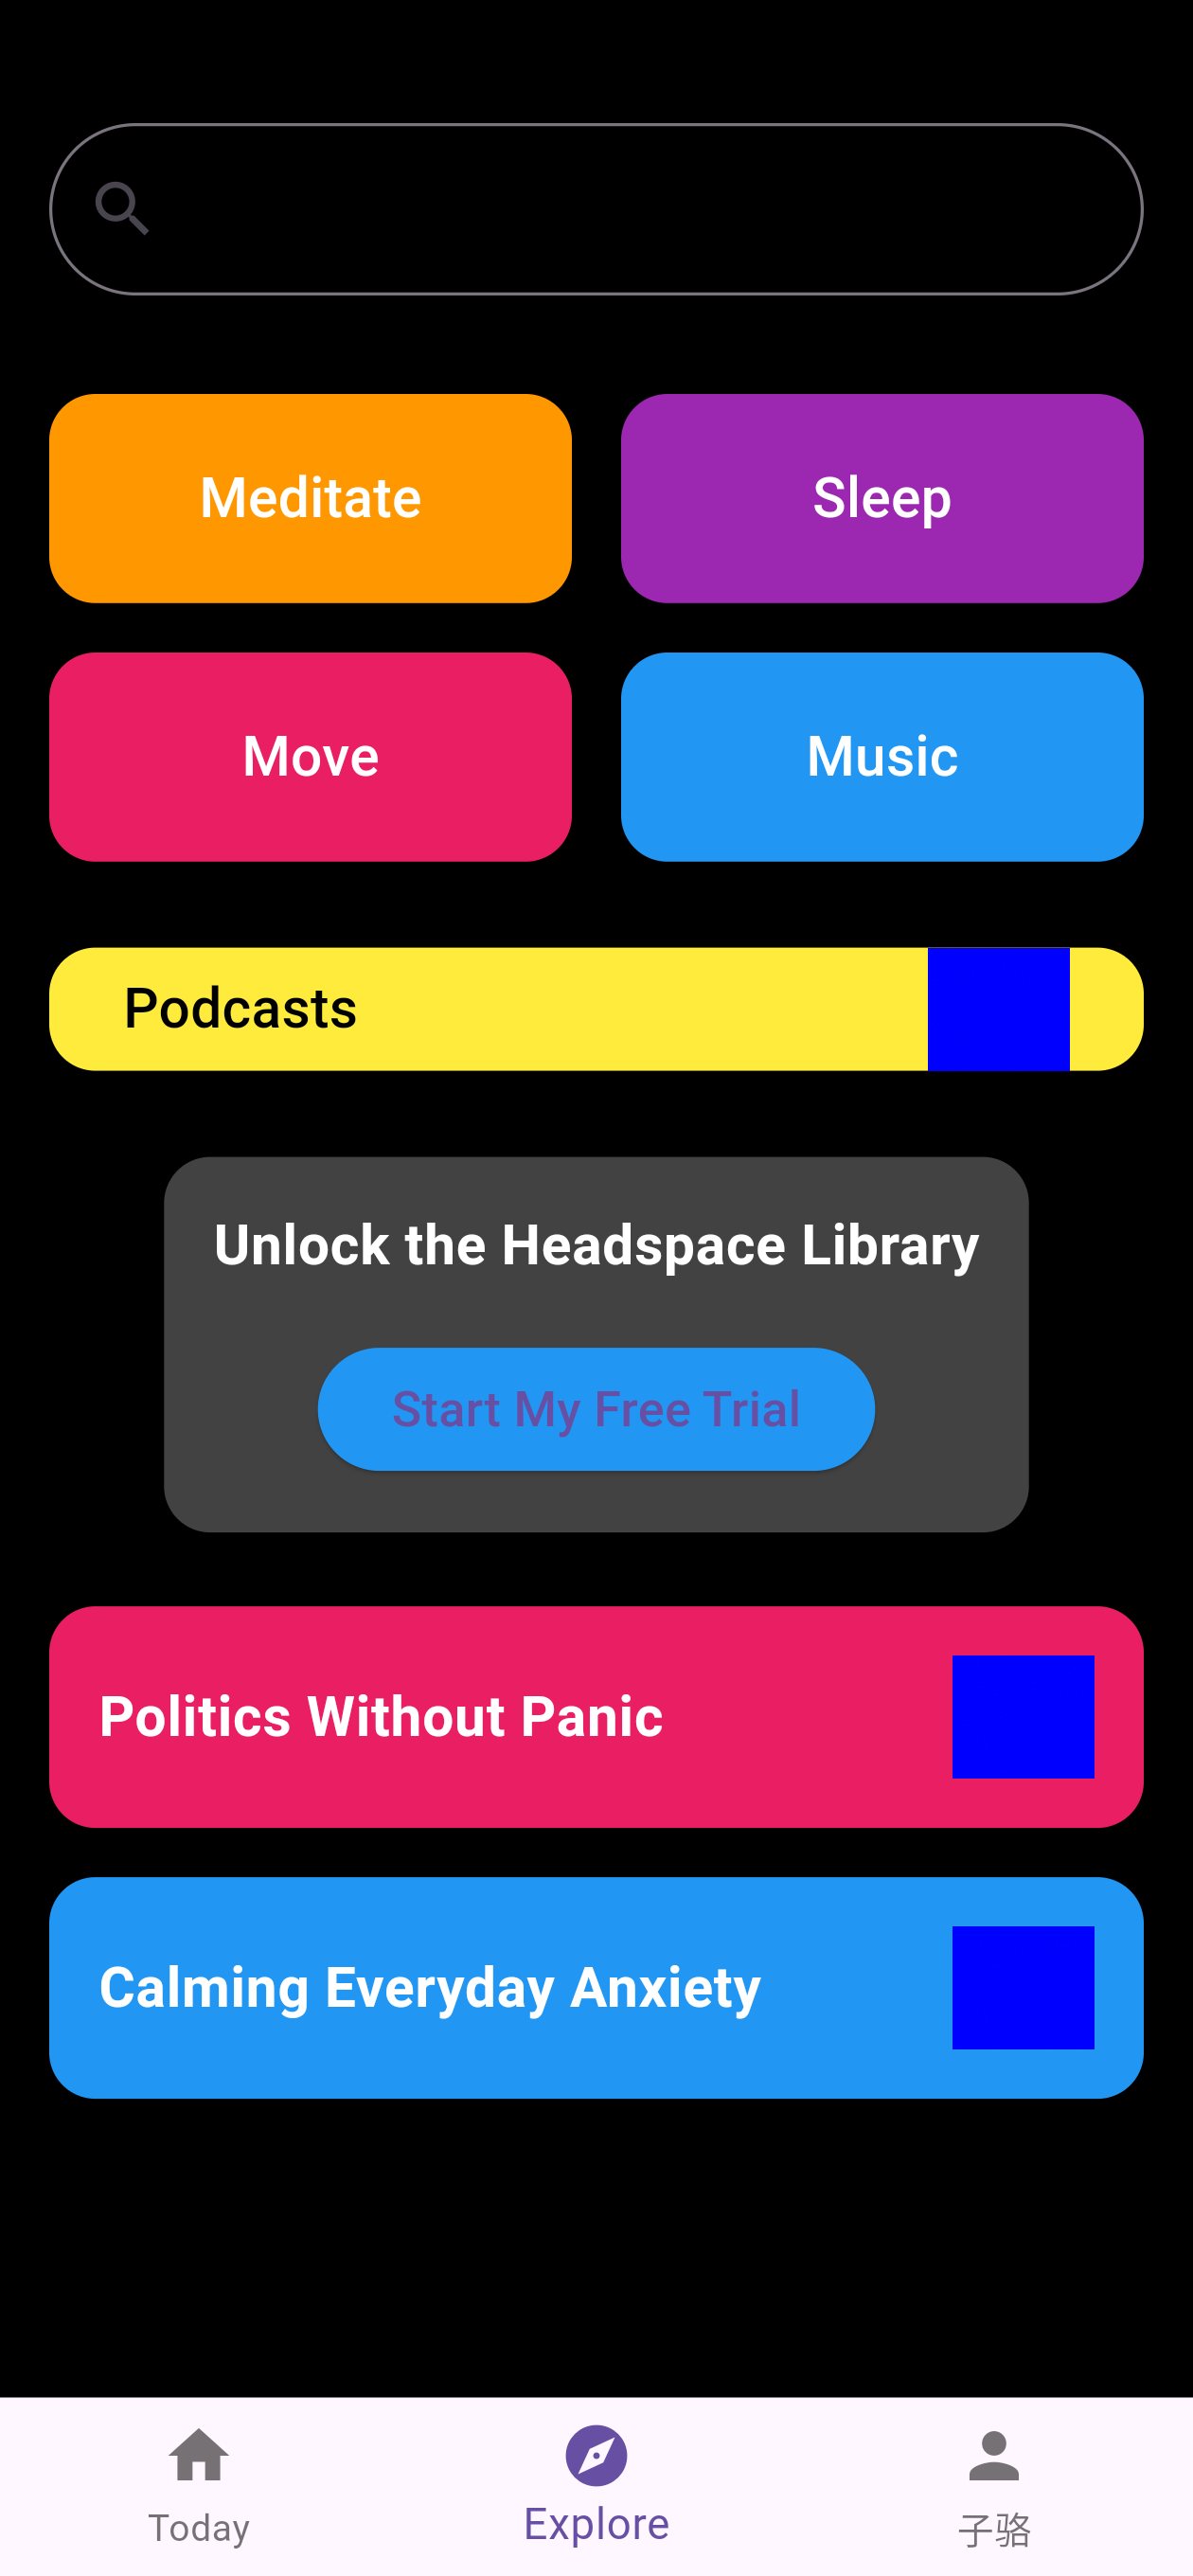 Meditate
Sleep
Move
Music
Podcasts
Unlock the Headspace Library
Start My Free Trial
Politics Without Panic
Calming Everyday Anxiety
Today
Explore
子骆